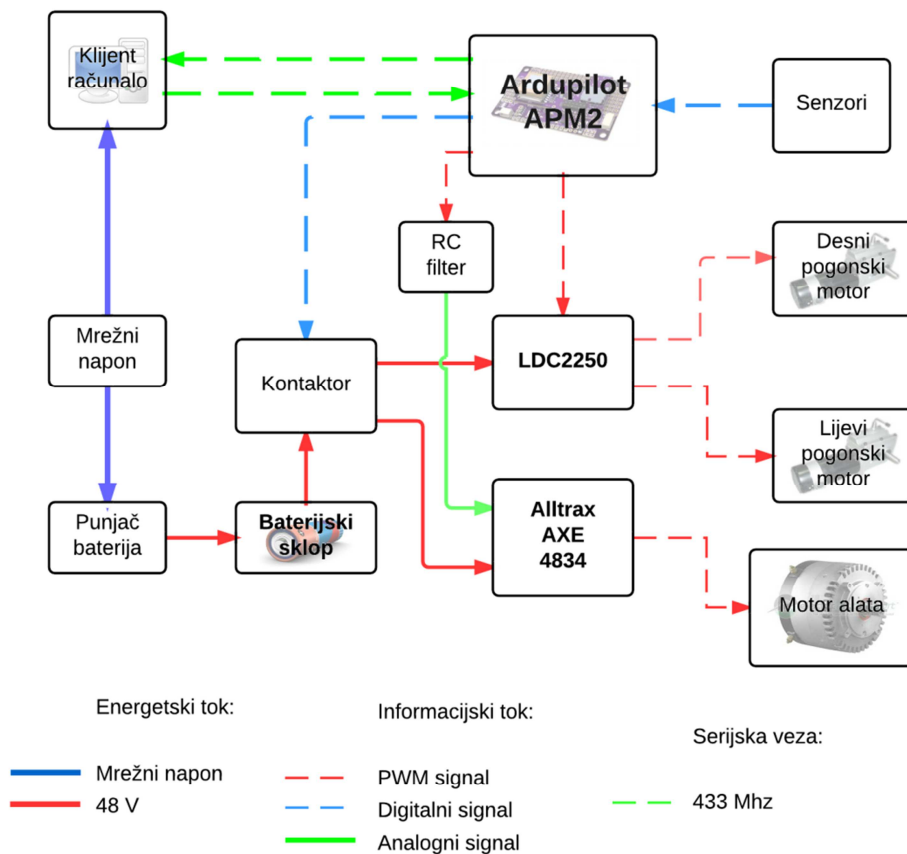 Klijent
računalo
Ardupilot
APM2
Senzori
RC
filter
Desni
pogonski
motor
Mrežni
napon
Kontaktor
LDC2250
Lijevi
pogonski
motor
Punjač
baterija
Baterijski
sklop
Alltrax
AXE
4834
Motor alata
Energetski tok:
Mrežni napon
48 V
Informacijski tok:
PWM signal
Digitalni signal
Analogni signal
Serijska veza:
433 Mhz